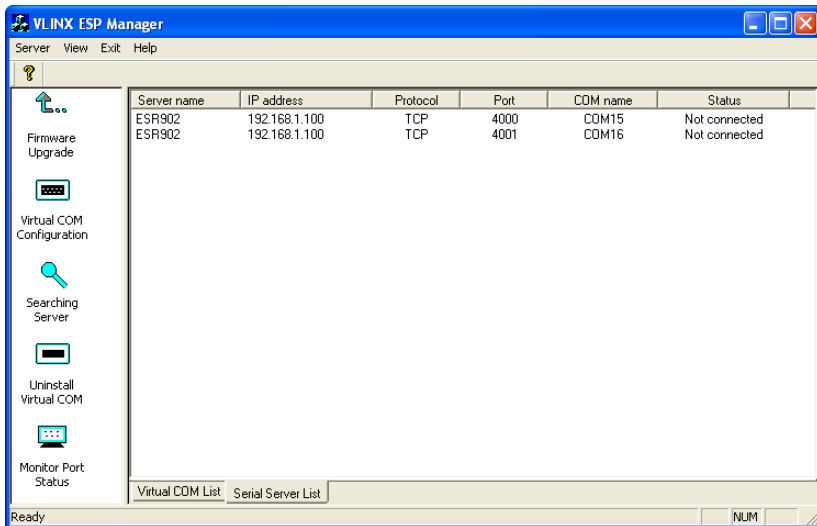 VLINX ESP Manager
Server View Exit Help
Firmware
Upgrade
Virtual COM
Configuration
Searching
Server
Uninstall
Virtual COM
Monitor Port
Status
Server name IP address Protocol Port COM name Status
ESR902 192.168.1.100 TCP 4000 COM15 Not connected
ESR902 192.168.1.100 TCP 4001 COM16 Not connected
Virtual COM List Serial Server List
Ready NUM